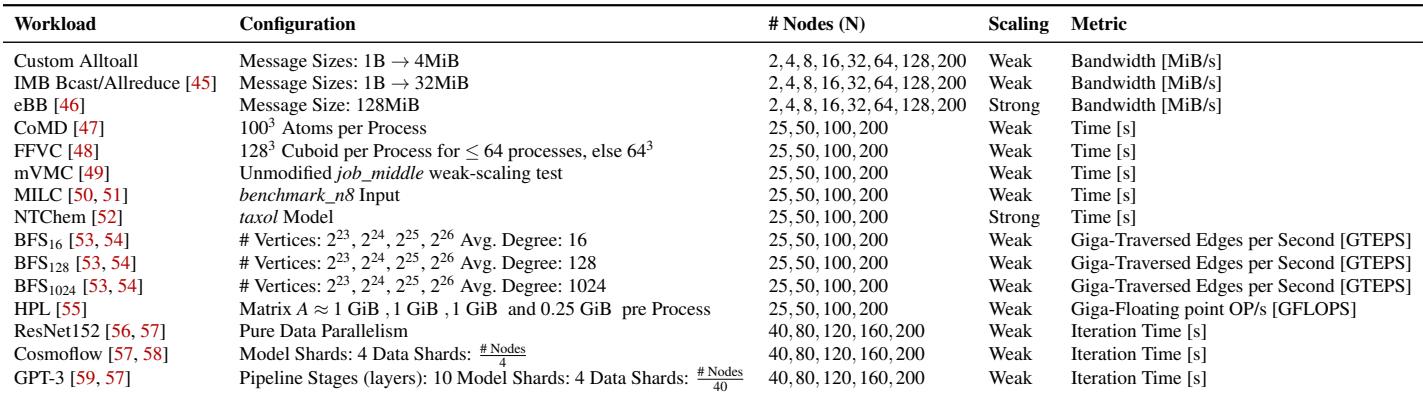 Workload Configuration # Nodes (N) Scaling Metric
Custom Alltoall Message Sizes: 1B → 4MiB 2,4,8,16,32,64,128,200 Weak Bandwidth [MiB/s]
IMB Bcast/Allreduce [45] Message Sizes: 1B → 32MiB 2,4,8,16,32,64,128,200 Weak Bandwidth [MiB/s]
eBB [46] Message Size: 128MiB 2,4,8,16,32,64,128,200 Strong Bandwidth [MiB/s]
CoMD [47] 100³ Atoms per Process 25,50,100,200 Weak Time [s]
FFVC [48] 128³ Cuboid per Process for ≤ 64 processes, else 64³ 25,50,100,200 Weak Time [s]
mVMC [49] Unmodified job_middle weak-scaling test 25,50,100,200 Weak Time [s]
MILC [50, 51] benchmark_n8 Input 25,50,100,200 Weak Time [s]
NTChem [52] taxol Model 25,50,100,200 Strong Time [s]
BFS₁₆ [53, 54] # Vertices: 2²³, 2²⁴, 2²⁵, 2²⁶ Avg. Degree: 16 25,50,100,200 Weak Giga-Traversed Edges per Second [GTEPS]
BFS₁₂₈ [53, 54] # Vertices: 2²³, 2²⁴, 2²⁵, 2²⁶ Avg. Degree: 128 25,50,100,200 Weak Giga-Traversed Edges per Second [GTEPS]
BFS₁₀₂₄ [53, 54] # Vertices: 2²³, 2²⁴, 2²⁵, 2²⁶ Avg. Degree: 1024 25,50,100,200 Weak Giga-Traversed Edges per Second [GTEPS]
HPL [55] Matrix A ≈ 1 GiB , 1 GiB , 1 GiB and 0.25 GiB pre Process 25,50,100,200 Weak Giga-Floating point OP/s [GFLOPS]
ResNet152 [56, 57] Pure Data Parallelism 40,80,120,160,200 Weak Iteration Time [s]
Cosmoflow [57, 58] Model Shards: 4 Data Shards: # Nodes/4 40,80,120,160,200 Weak Iteration Time [s]
GPT-3 [59, 57] Pipeline Stages (layers): 10 Model Shards: 4 Data Shards: # Nodes/40 40,80,120,160,200 Weak Iteration Time [s]